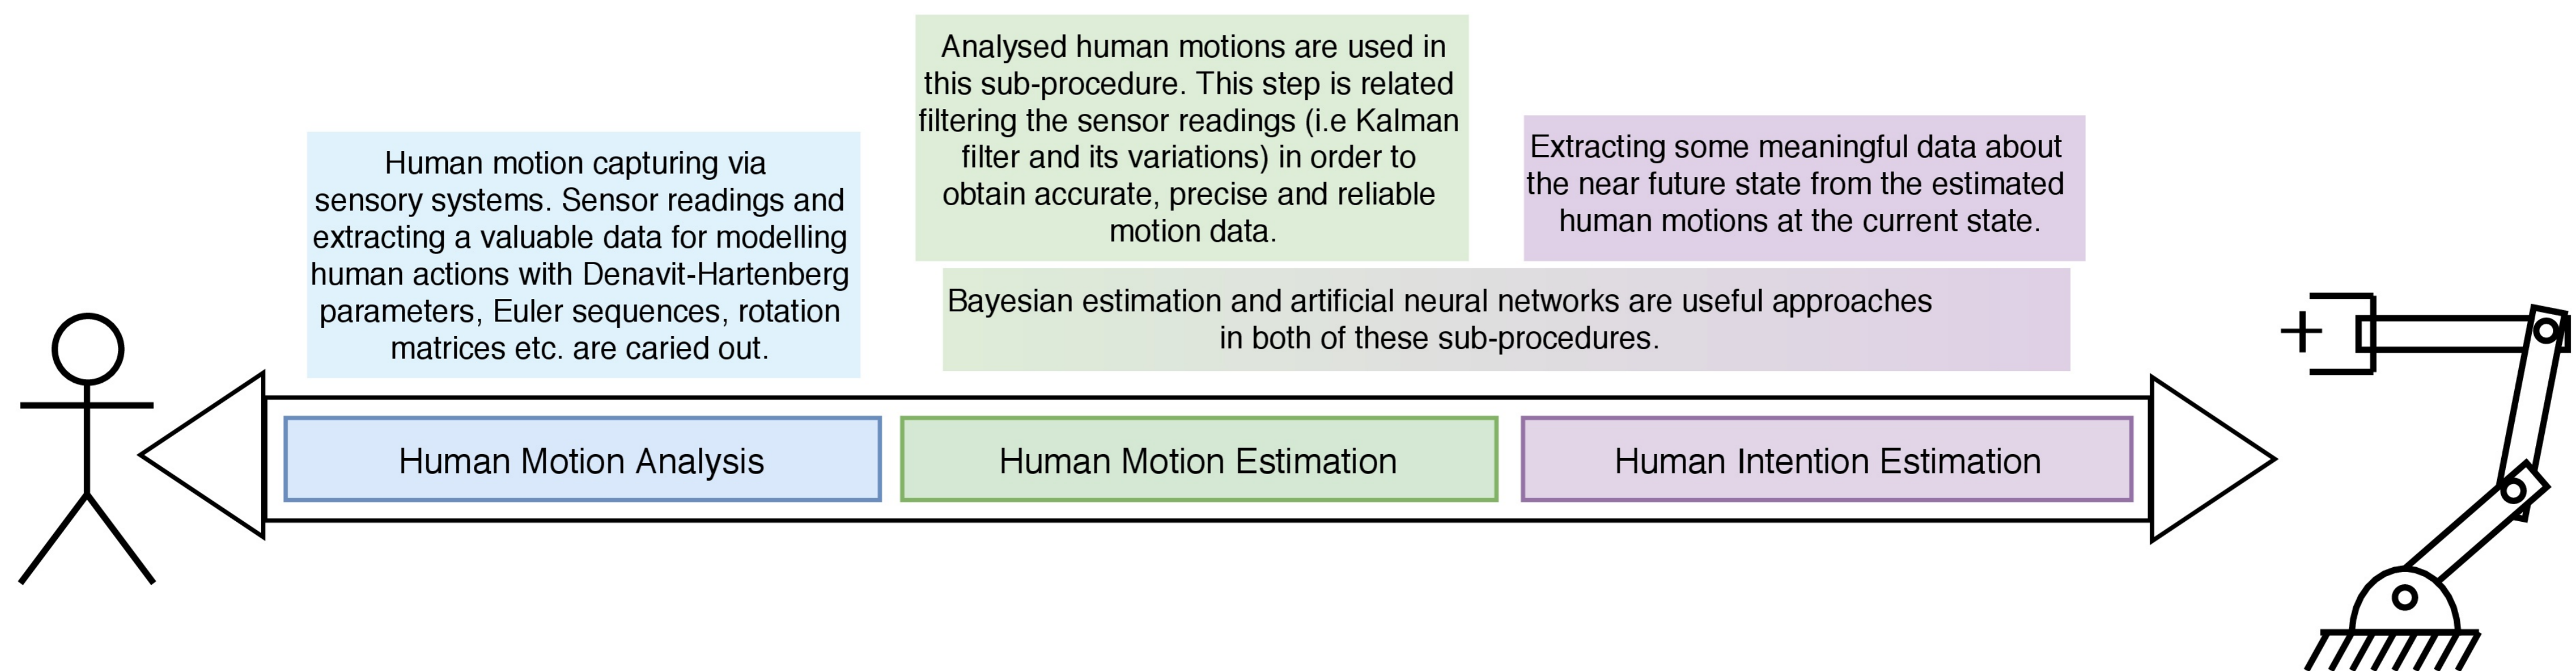 Human motion capturing via
sensory systems. Sensor readings and
extracting a valuable data for modelling
human actions with Denavit-Hartenberg
parameters, Euler sequences, rotation
matrices etc. are caried out.
Analysed human motions are used in
this sub-procedure. This step is related
filtering the sensor readings (i.e Kalman
filter and its variations) in order to
obtain accurate, precise and reliable
motion data.
Extracting some meaningful data about
the near future state from the estimated
human motions at the current state.
Bayesian estimation and artificial neural networks are useful approaches
in both of these sub-procedures.
Human Motion Analysis
Human Motion Estimation
Human Intention Estimation